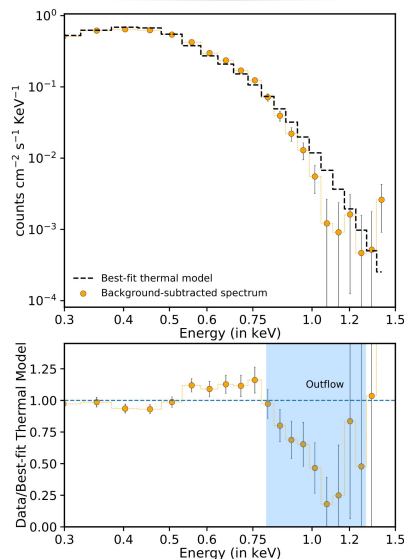 10⁰
10⁻¹
10⁻²
10⁻³
10⁻⁴
counts cm⁻² s⁻¹ KeV⁻¹
Best-fit thermal model
Background-subtracted spectrum
0.3 0.4 0.5 0.6 0.75 1.0 1.2 1.5
Energy (in keV)
1.25
1.00
0.75
0.50
0.25
0.00
Data/Best-fit Thermal Model
Outflow
0.3 0.4 0.5 0.6 0.75 1.0 1.2 1.5
Energy (in keV)